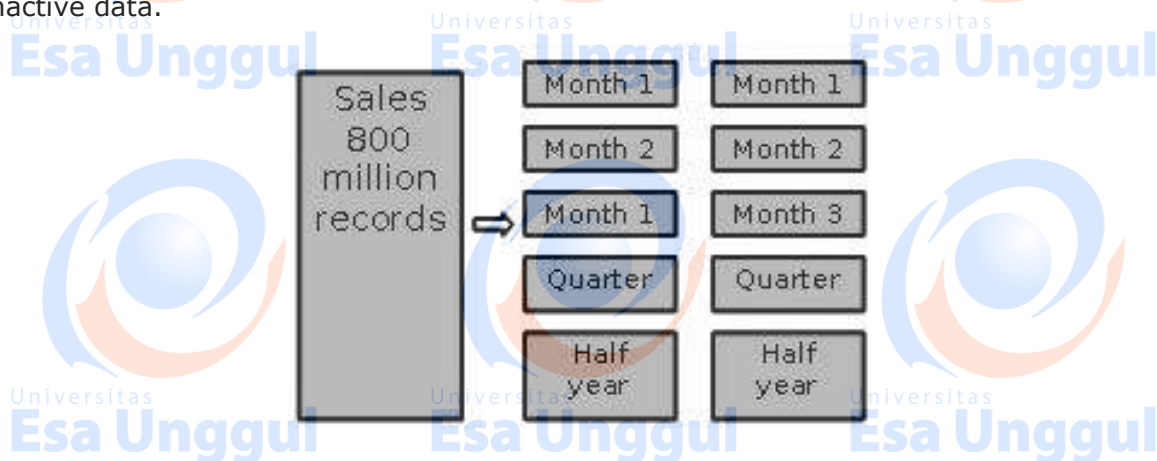 nactive data.
Universitas Universitas Universitas
Esa Unggul Esa Unggul Esa Unggul
Sales
800
million
records
Month 1 Month 1
Month 2 Month 2
Month 1 Month 3
Quarter Quarter
Half Half
year year
Universitas Universitas Universitas
Esa Unggul Esa Unggul Esa Unggul